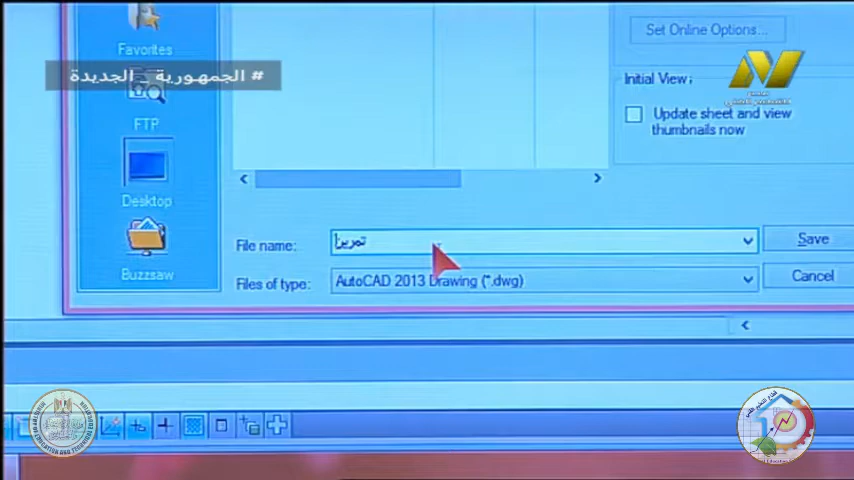 Favorites
Set Online Options...
# الجمهورية _ الجديدة
Initial View:
Update sheet and view
thumbnails now
FTP
Desktop
File name:
تمرين
Save
Buzzsaw
Files of type:
AutoCAD 2013 Drawing (*.dwg)
Cancel